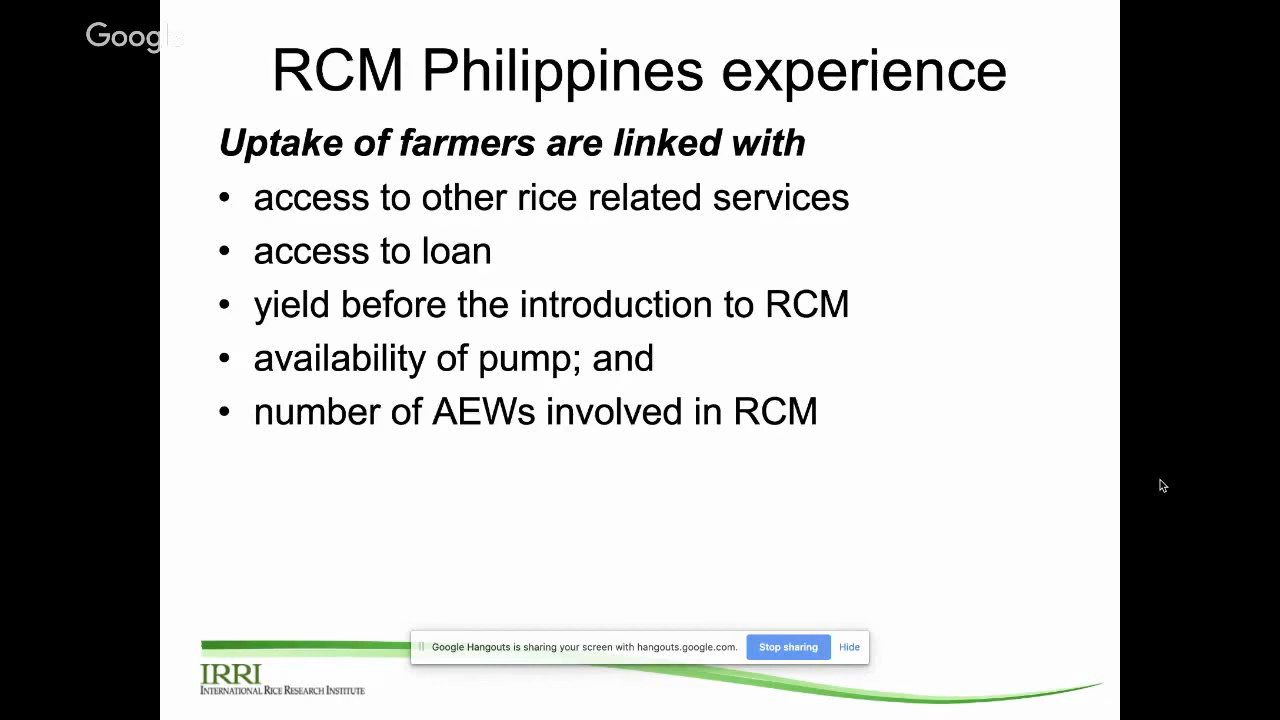 Google
RCM Philippines experience
Uptake of farmers are linked with
• access to other rice related services
• access to loan
• yield before the introduction to RCM
• availability of pump; and
• number of AEWs involved in RCM
Google Hangouts is sharing your screen with hangouts.google.com. Stop sharing Hide
IRRI
INTERNATIONAL RICE RESEARCH INSTITUTE